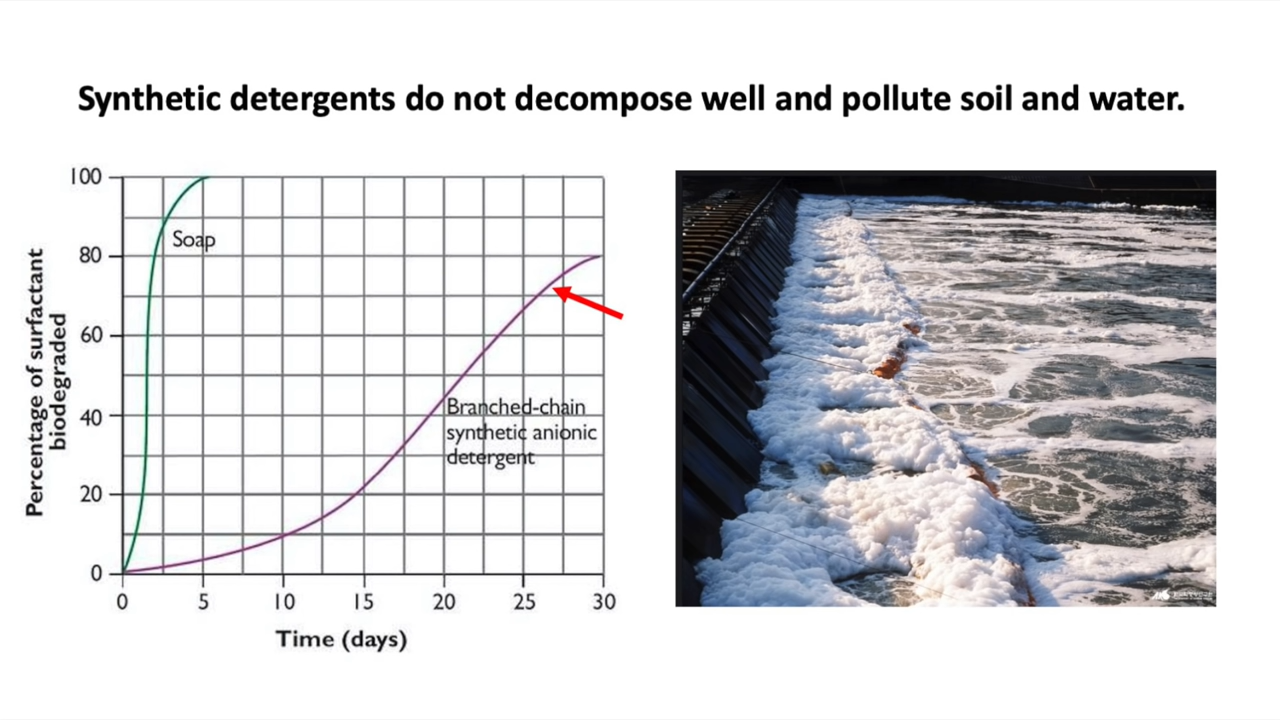 Synthetic detergents do not decompose well and pollute soil and water.
Percentage of surfactant
biodegraded
100
80
60
40
20
0
Soap
Branched-chain
synthetic anionic
detergent
0 5 10 15 20 25 30
Time (days)